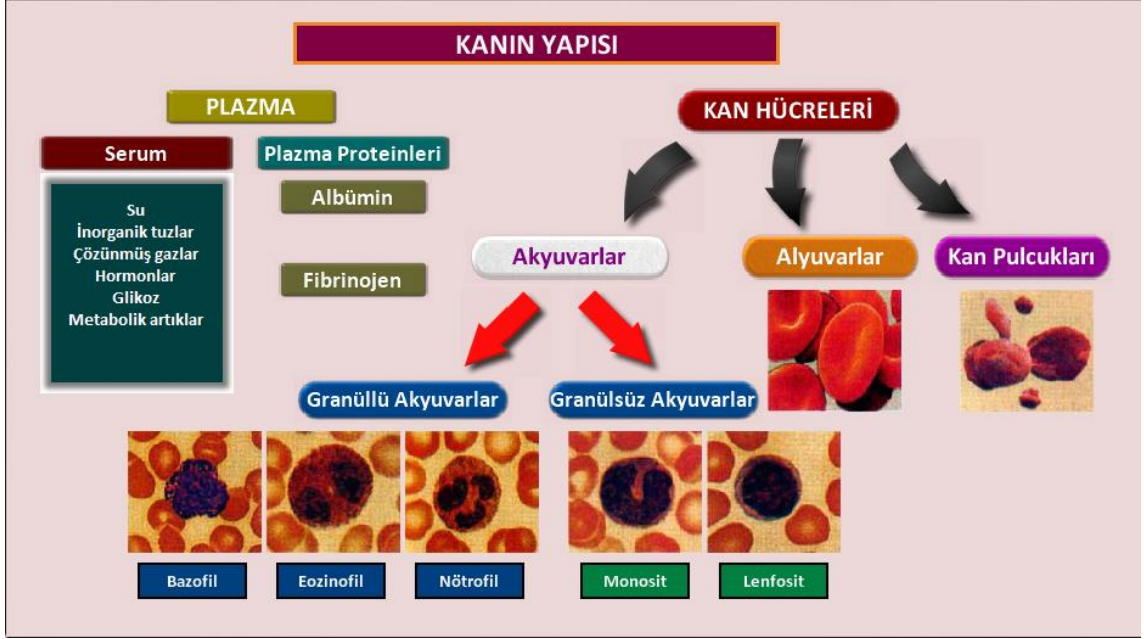 KANIN YAPISI
PLAZMA
KAN HÜCRELERİ
Serum
Plazma Proteinleri
Su
İnorganik tuzlar
Çözünmüş gazlar
Hormonlar
Glikoz
Metabolik artıklar
Albümin
Fibrinojen
Akyuvarlar
Alyuvarlar
Kan Pulcukları
Granüllü Akyuvarlar
Granülsüz Akyuvarlar
Bazofil
Eozinofil
Nötrofil
Monosit
Lenfosit